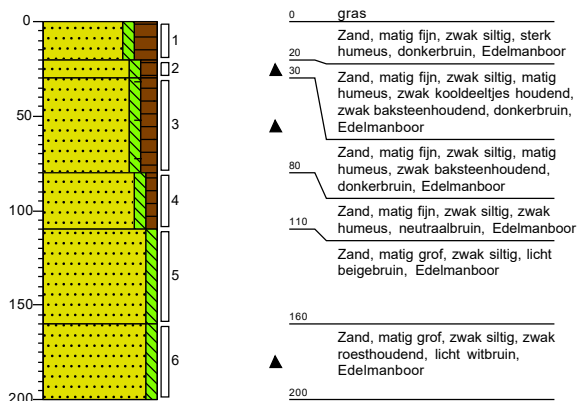 0
50
100
150
200
1
2
3
4
5
6
0
gras
Zand, matig fijn, zwak siltig, sterk
humeus, donkerbruin, Edelmanboor
20
Zand, matig fijn, zwak siltig, matig
humeus, zwak kooldeeltjes houdend,
zwak baksteenhoudend, donkerbruin,
Edelmanboor
30
Zand, matig fijn, zwak siltig, matig
humeus, zwak baksteenhoudend,
donkerbruin, Edelmanboor
80
Zand, matig fijn, zwak siltig, zwak
humeus, neutraalbruin, Edelmanboor
110
Zand, matig grof, zwak siltig, licht
beigebruin, Edelmanboor
160
Zand, matig grof, zwak siltig, zwak
roesthoudend, licht witbruin,
Edelmanboor
200